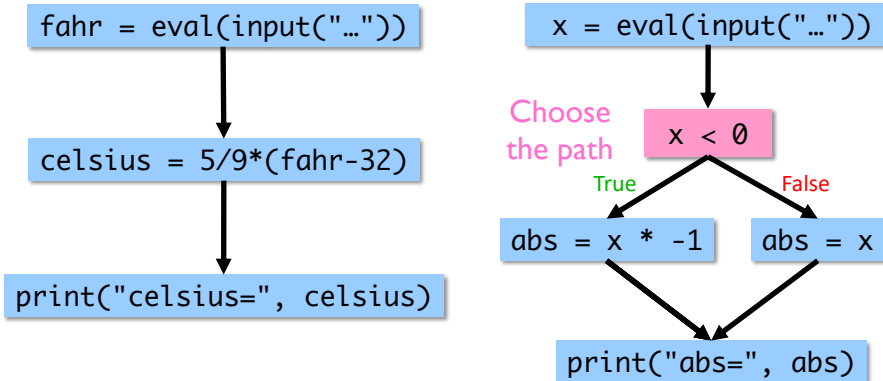 fahr = eval(input("…"))
celsius = 5/9*(fahr-32)
print("celsius=", celsius)
x = eval(input("…"))
Choose
the path
x < 0
True
False
abs = x * -1
abs = x
print("abs=", abs)